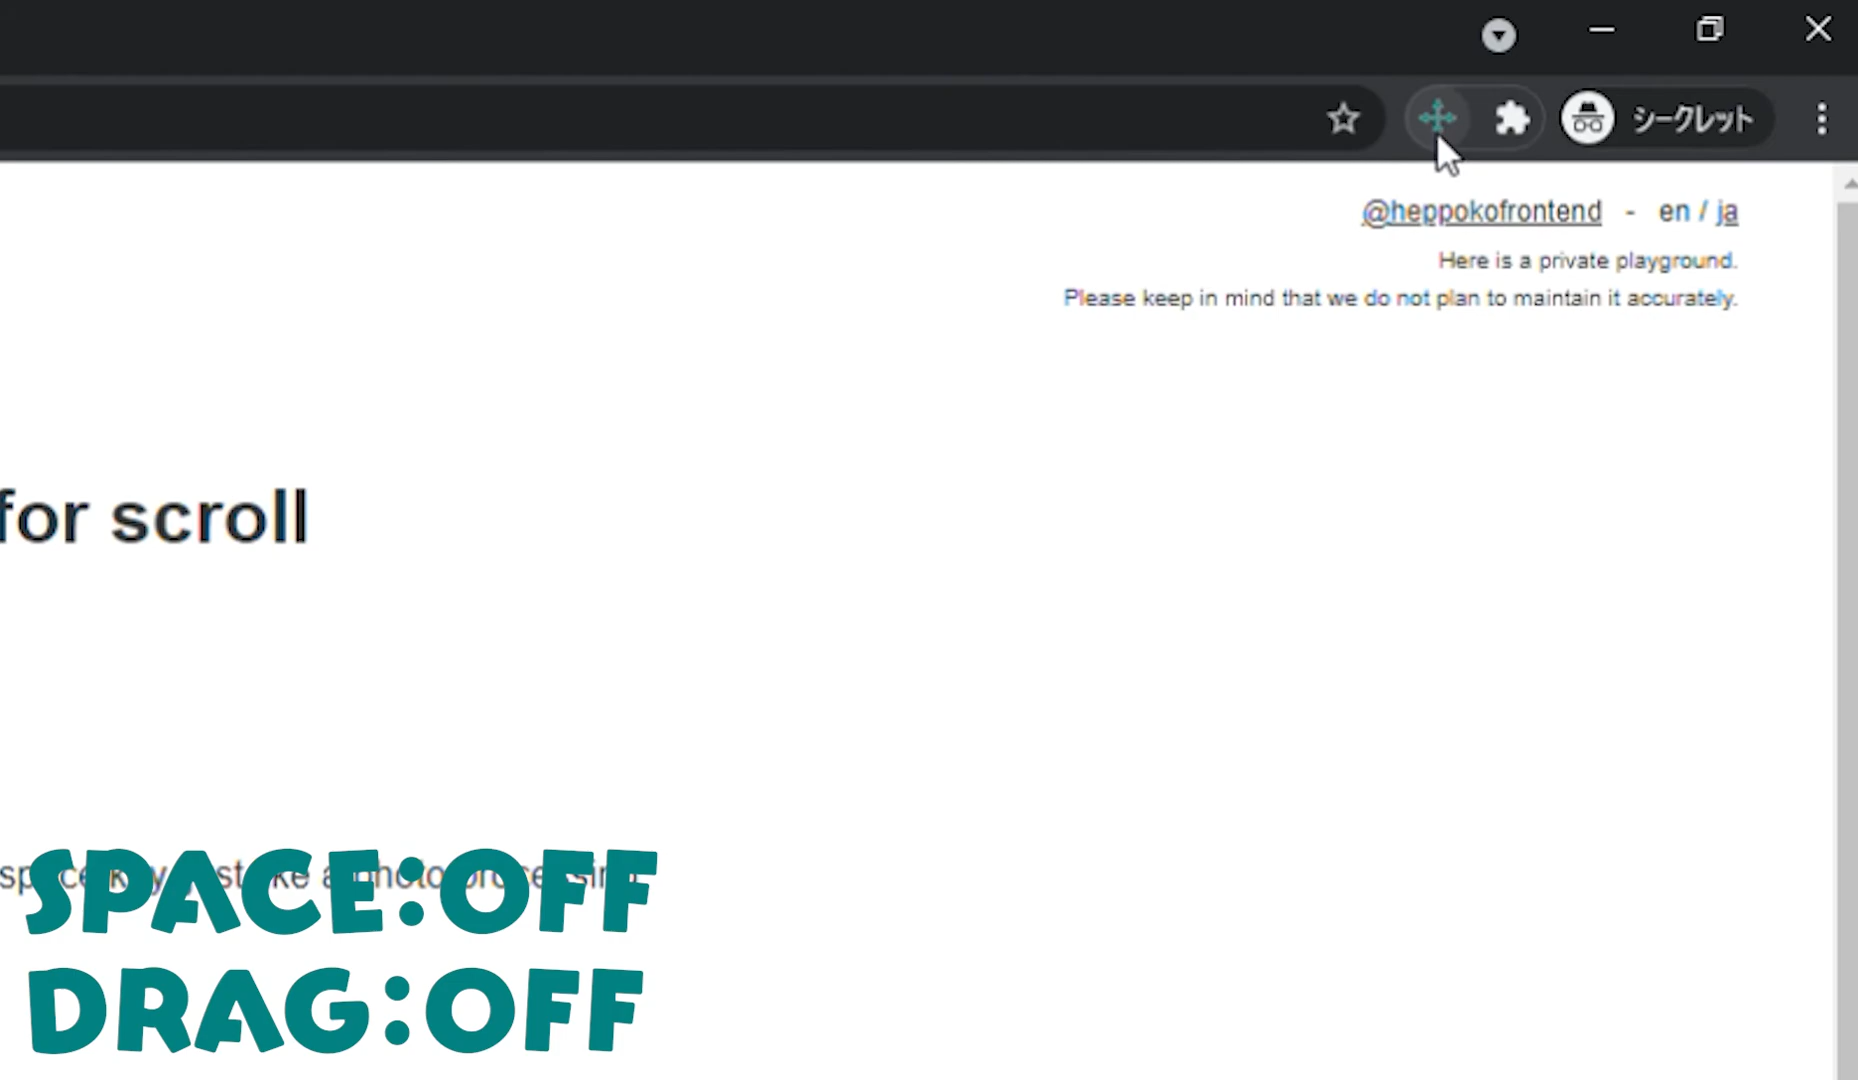 シークレット
@heppokofrontend - en / ja
Here is a private playground.
Please keep in mind that we do not plan to maintain it accurately.
for scroll
SPACE:OFF
DRAG:OFF